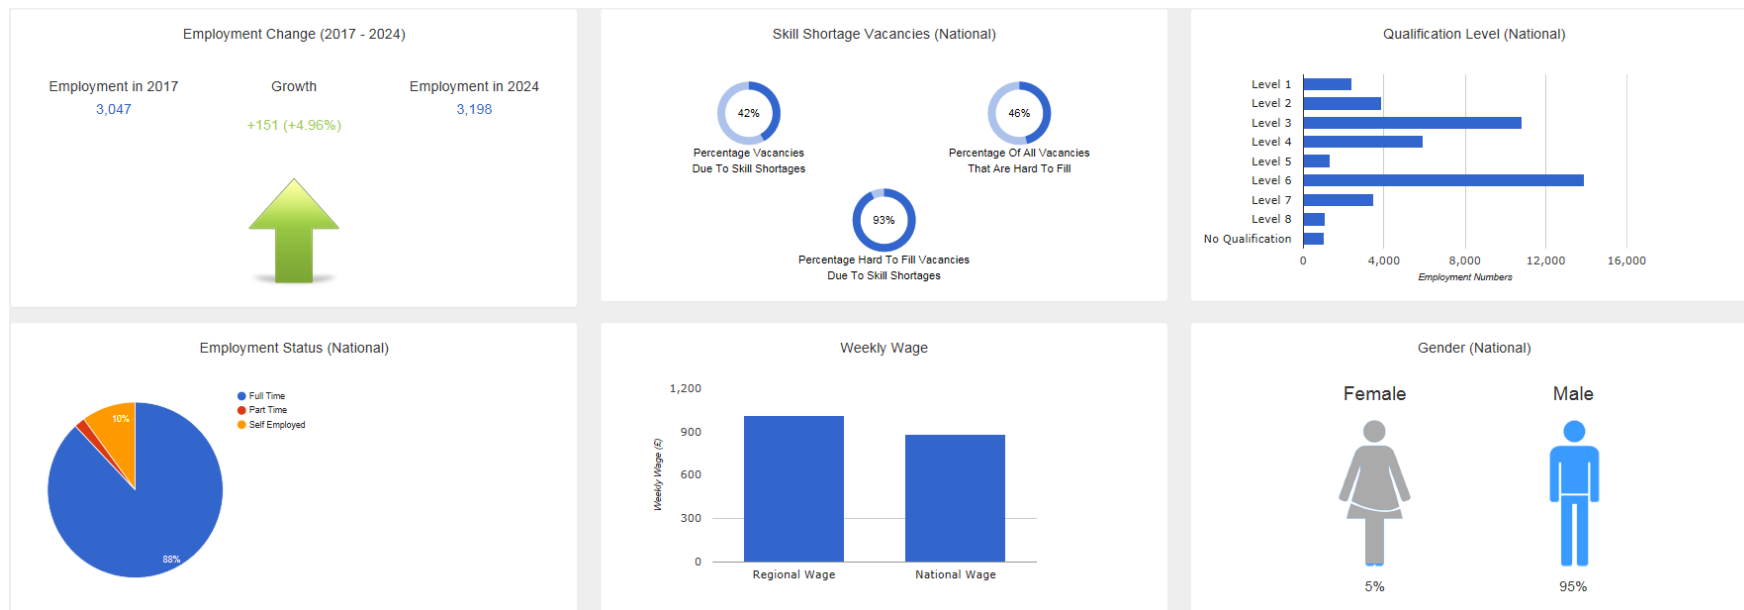 Employment Change (2017 - 2024)
Employment in 2017
3,047
Growth
+151 (+4.96%)
Employment in 2024
3,198
Skill Shortage Vacancies (National)
42%
Percentage Vacancies
Due To Skill Shortages
46%
Percentage Of All Vacancies
That Are Hard To Fill
93%
Percentage Hard To Fill Vacancies
Due To Skill Shortages
Qualification Level (National)
Level 1
Level 2
Level 3
Level 4
Level 5
Level 6
Level 7
Level 8
No Qualification
0 4,000 8,000 12,000 16,000
Employment Numbers
Employment Status (National)
Full Time
Part Time
Self Employed
10%
88%
Weekly Wage
1,200
900
600
300
0
Weekly Wage (£)
Regional Wage National Wage
Gender (National)
Female Male
5% 95%